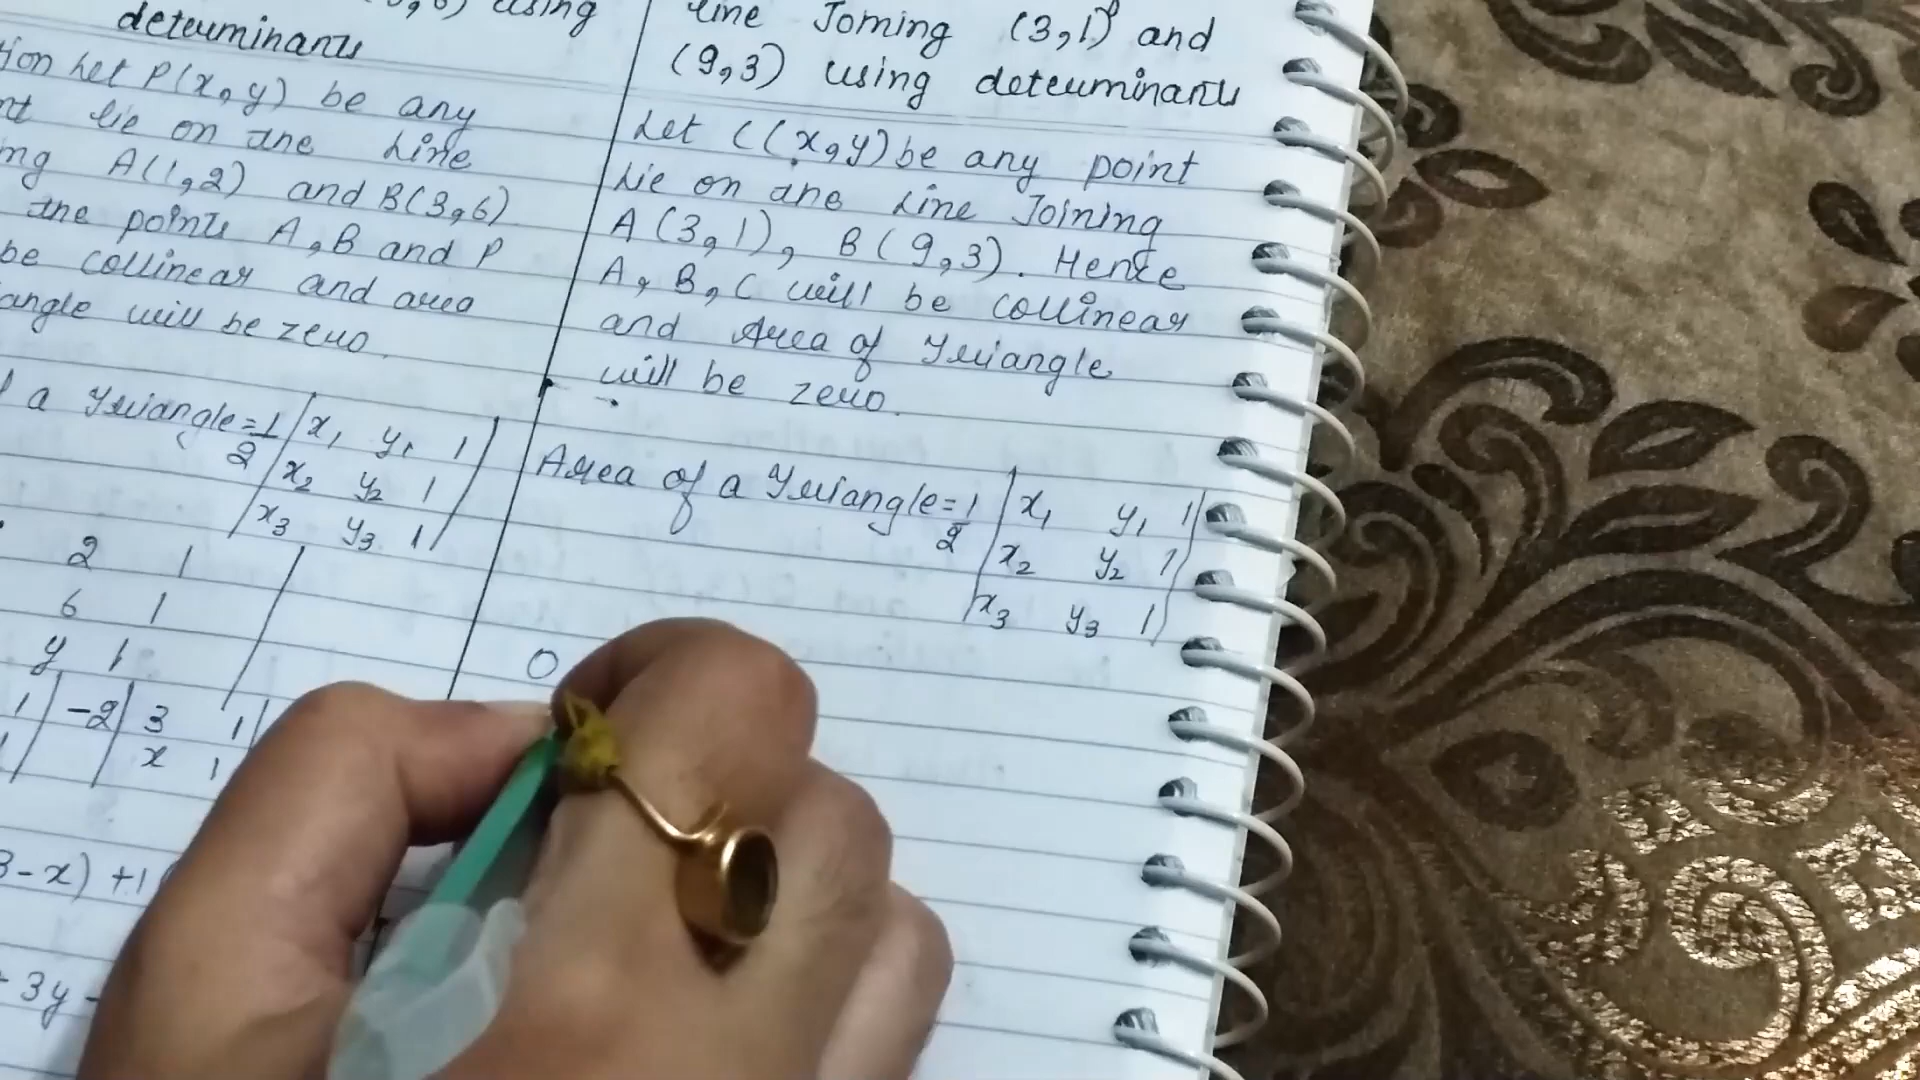 using
determinants
Let P(x,y) be any
lie on the Line
A(1,2) and B(3,6)
the points A,B and P
be collinear and area
will be zero.
a Triangle = 1/2 | x1 y1 1 |
| x2 y2 1 |
| x3 y3 1 |
2 1 |
6 1 |
y 1 |
1 | -2 | 3 1 |
1 | | x 1
-x) +1
3y -
line Joining (3,1) and
(9,3) using determinants
Let C(x,y) be any point
Lie on the Line Joining
A(3,1), B(9,3). Hence
A, B, C will be collinear
and Area of Triangle
will be zero.
Area of a Triangle = 1/2 | x1 y1 1 |
| x2 y2 1 |
| x3 y3 1 |
0